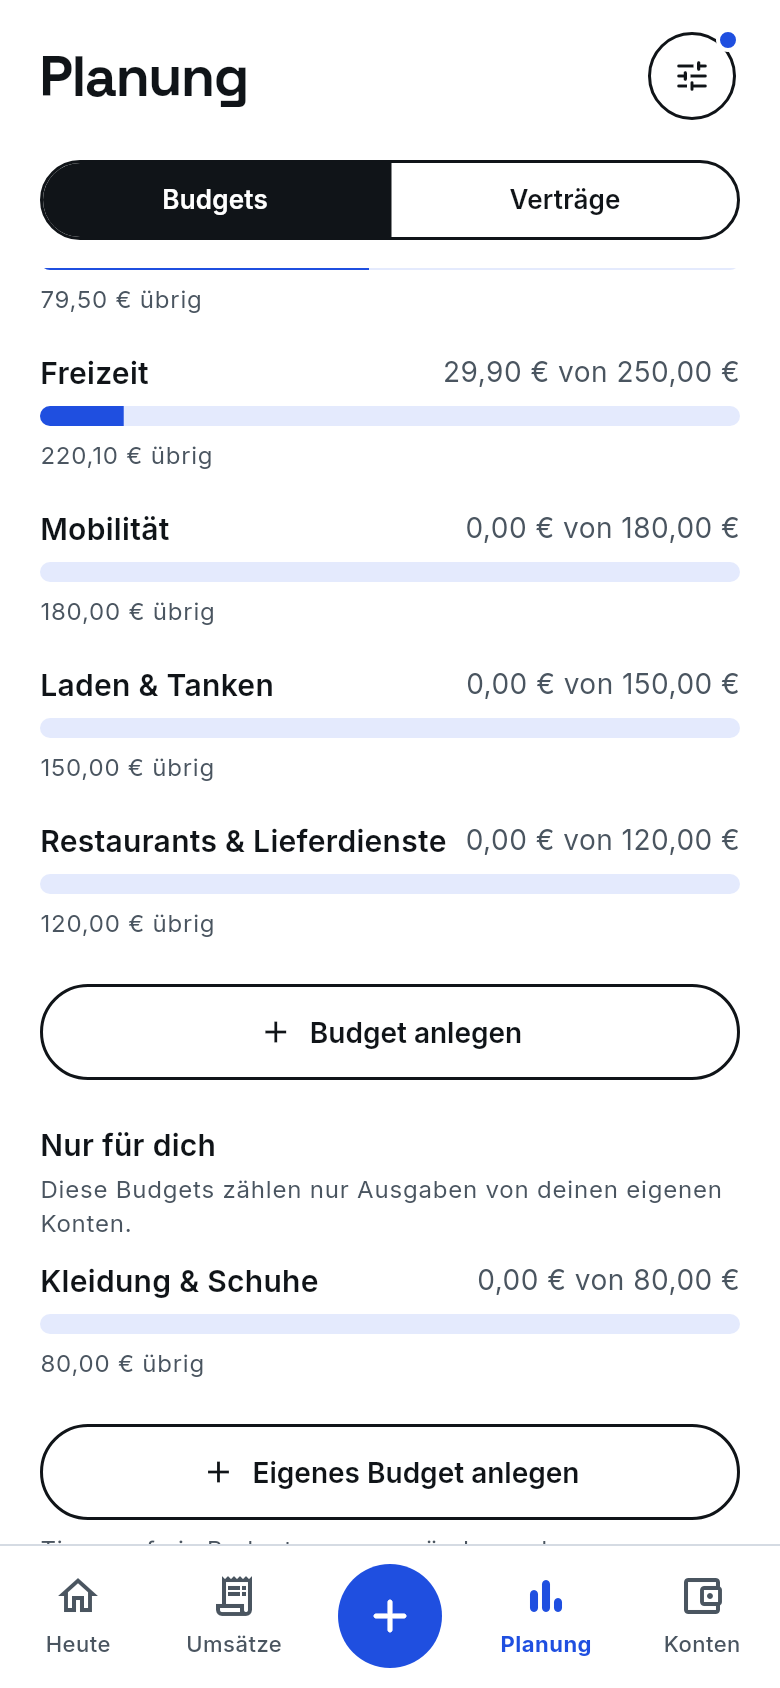 Planung
Budgets
Verträge
79,50 € übrig
Freizeit
29,90 € von 250,00 €
220,10 € übrig
Mobilität
0,00 € von 180,00 €
180,00 € übrig
Laden & Tanken
0,00 € von 150,00 €
150,00 € übrig
Restaurants & Lieferdienste
0,00 € von 120,00 €
120,00 € übrig
Budget anlegen
Nur für dich
Diese Budgets zählen nur Ausgaben von deinen eigenen
Konten.
Kleidung & Schuhe
0,00 € von 80,00 €
80,00 € übrig
Eigenes Budget anlegen
Heute
Umsätze
Planung
Konten